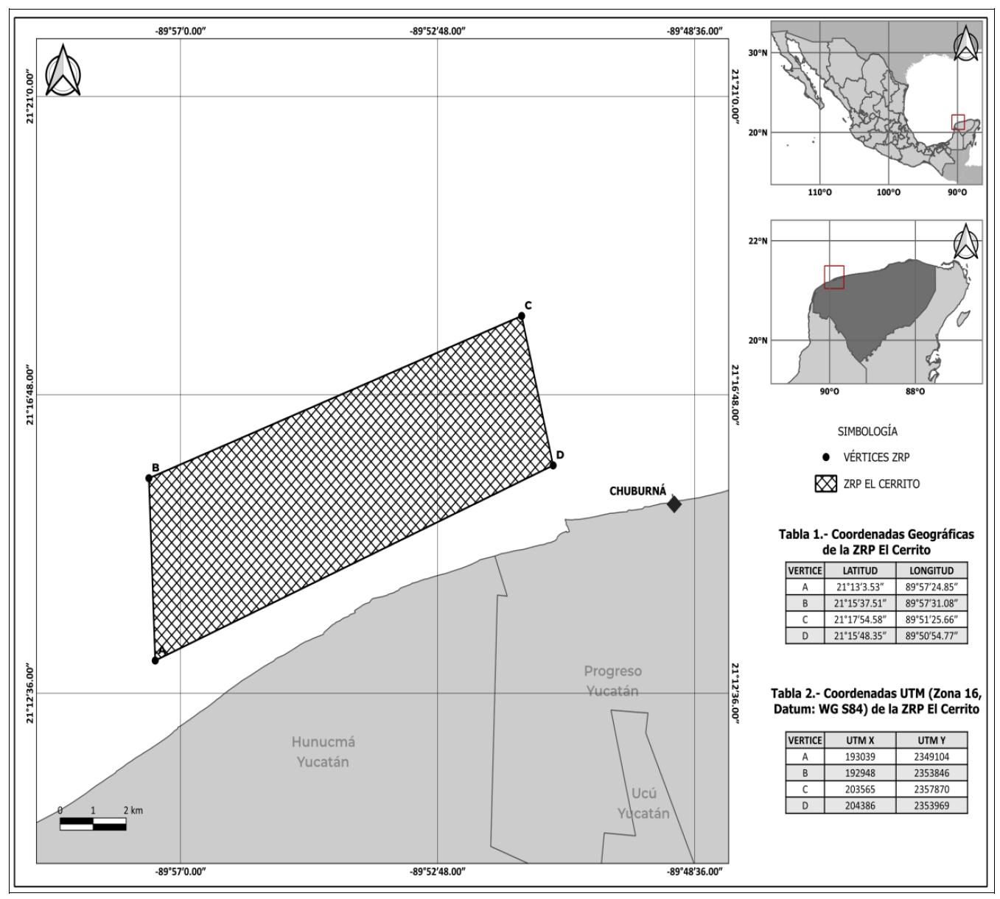 -89°57’0.00”
-89°52’48.00”
-89°48’36.00”
21°21’0.00”
21°21’0.00”
C
21°16’48.00”
21°16’48.00”
B
D
CHUBURNÁ
A
21°12’36.00”
21°12’36.00”
Progreso
Yucatán
Hunucmá
Yucatán
Ucú
Yucatán
0 1 2 km
-89°57’0.00”
-89°52’48.00”
-89°48’36.00”
30°N
20°N
110°O 100°O 90°O
22°N
20°N
90°O 88°O
SIMBOLOGÍA
VÉRTICES ZRP
ZRP EL CERRITO
Tabla 1.- Coordenadas Geográficas
de la ZRP El Cerrito
VERTICE LATITUD LONGITUD
A 21°13’3.53” 89°57’24.85”
B 21°15’37.51” 89°57’31.08”
C 21°17’54.58” 89°51’25.66”
D 21°15’48.35” 89°50’54.77”
Tabla 2.- Coordenadas UTM (Zona 16,
Datum: WG S84) de la ZRP El Cerrito
VERTICE UTM X UTM Y
A 193039 2349104
B 192948 2353846
C 203565 2357870
D 204386 2353969